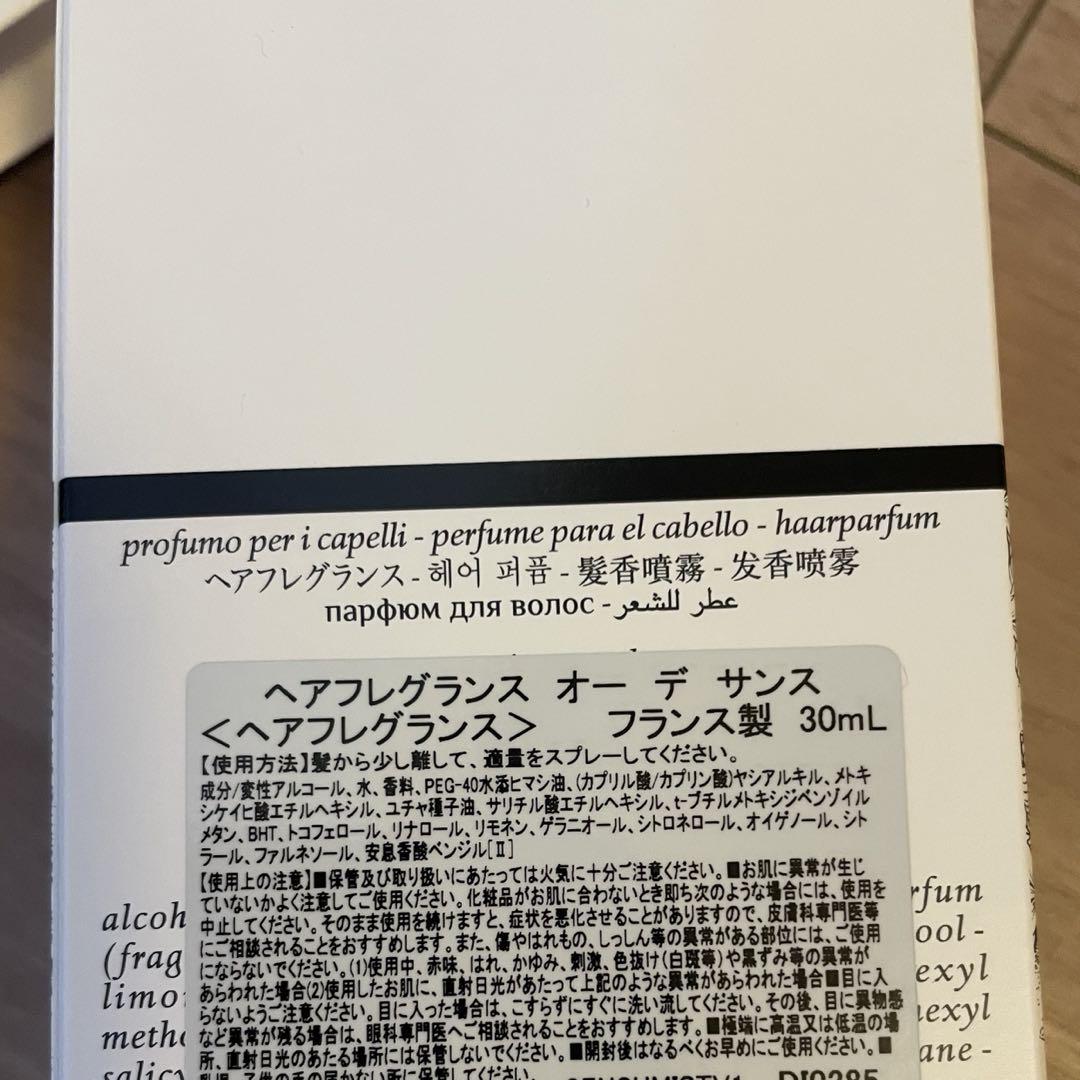 profumo per i capelli - perfume para el cabello - haarparfum
ヘアフレグランス - 헤어 퍼퓸 - 髮香噴霧 - 发香喷雾
парфюм для волос - عطر للشعر
ヘアフレグランス オー デ サンス
＜ヘアフレグランス＞ フランス製 30mL
【使用方法】髪から少し離して、適量をスプレーしてください。
成分/変性アルコール、水、香料、PEG-40水添ヒマシ油、(カプリル酸/カプリン酸)ヤシアルキル、メトキ
シケイヒ酸エチルヘキシル、ユチャ種子油、サリチル酸エチルヘキシル、t-ブチルメトキシジベンゾイル
メタン、BHT、トコフェロール、リナロール、リモネン、ゲラニオール、シトロネロール、オイゲノール、シト
ラール、ファルネソール、安息香酸ベンジル[Ⅱ]
【使用上の注意】■保管及び取り扱いにあたっては火気に十分ご注意ください。■お肌に異常が生じ
ていないかよく注意してご使用ください。化粧品がお肌に合わないとき即ち次のような場合には、使用を
中止してください。そのまま使用を続けますと、症状を悪化させることがありますので、皮膚科専門医等
にご相談されることをおすすめします。また、傷やはれもの、しっしん等の異常がある部位には、ご使用
にならないでください。(1)使用中、赤味、はれ、かゆみ、刺激、色抜け(白斑等)や黒ずみ等の異常が
あらわれた場合(2)使用したお肌に、直射日光があたって上記のような異常があらわれた場合■目に入
らないようご注意ください。目に入った場合は、こすらずにすぐに洗い流してください。その後、目に異物感
など異常が残る場合は、眼科専門医へご相談されることをおすすめします。■極端に高温又は低温の場
所、直射日光のあたる場所には保管しないでください。■開封後はなるべくお早めにご使用ください。■
乳児、子供の手の届かない所に保管してください。
alcoh
rfum
(frag
ool -
limo
exyl
meth
exyl
salicy
ane -